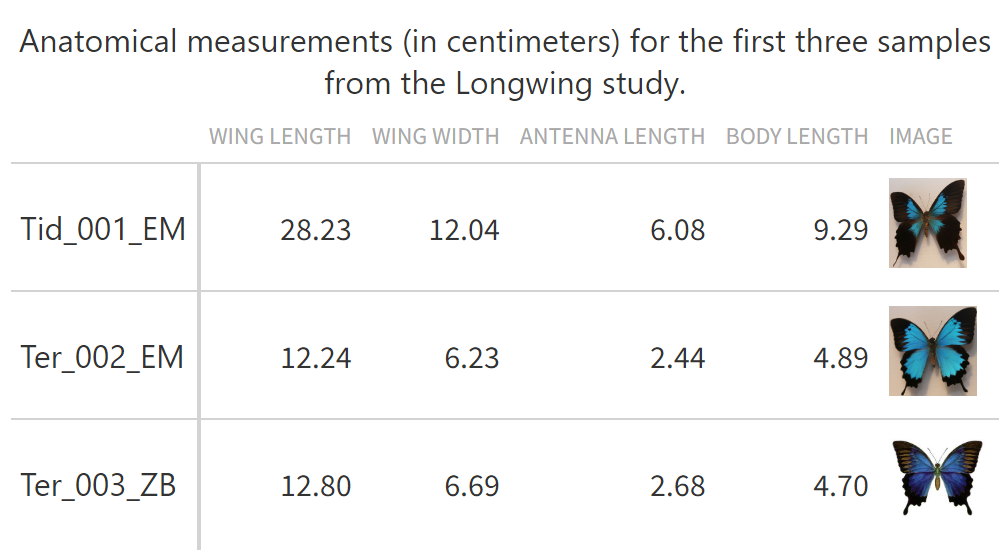 Anatomical measurements (in centimeters) for the first three samples
from the Longwing study.
WING LENGTH WING WIDTH ANTENNA LENGTH BODY LENGTH IMAGE
Tid_001_EM 28.23 12.04 6.08 9.29
Ter_002_EM 12.24 6.23 2.44 4.89
Ter_003_ZB 12.80 6.69 2.68 4.70